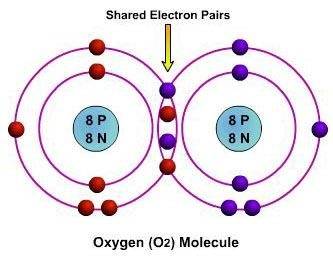 Shared Electron Pairs
8 P
8 N
8 P
8 N
Oxygen (O2) Molecule